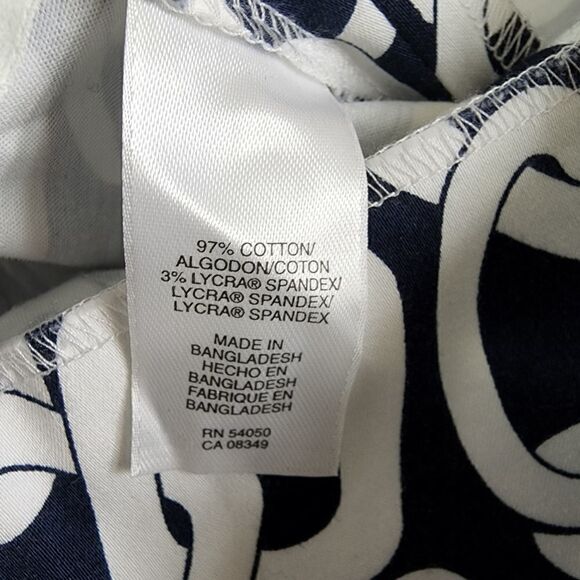 97% COTTON/
ALGODON/COTON
3% LYCRA® SPANDEX/
LYCRA® SPANDEX/
LYCRA® SPANDEX
MADE IN
BANGLADESH
HECHO EN
BANGLADESH
FABRIQUE EN
BANGLADESH
RN 54050
CA 08349